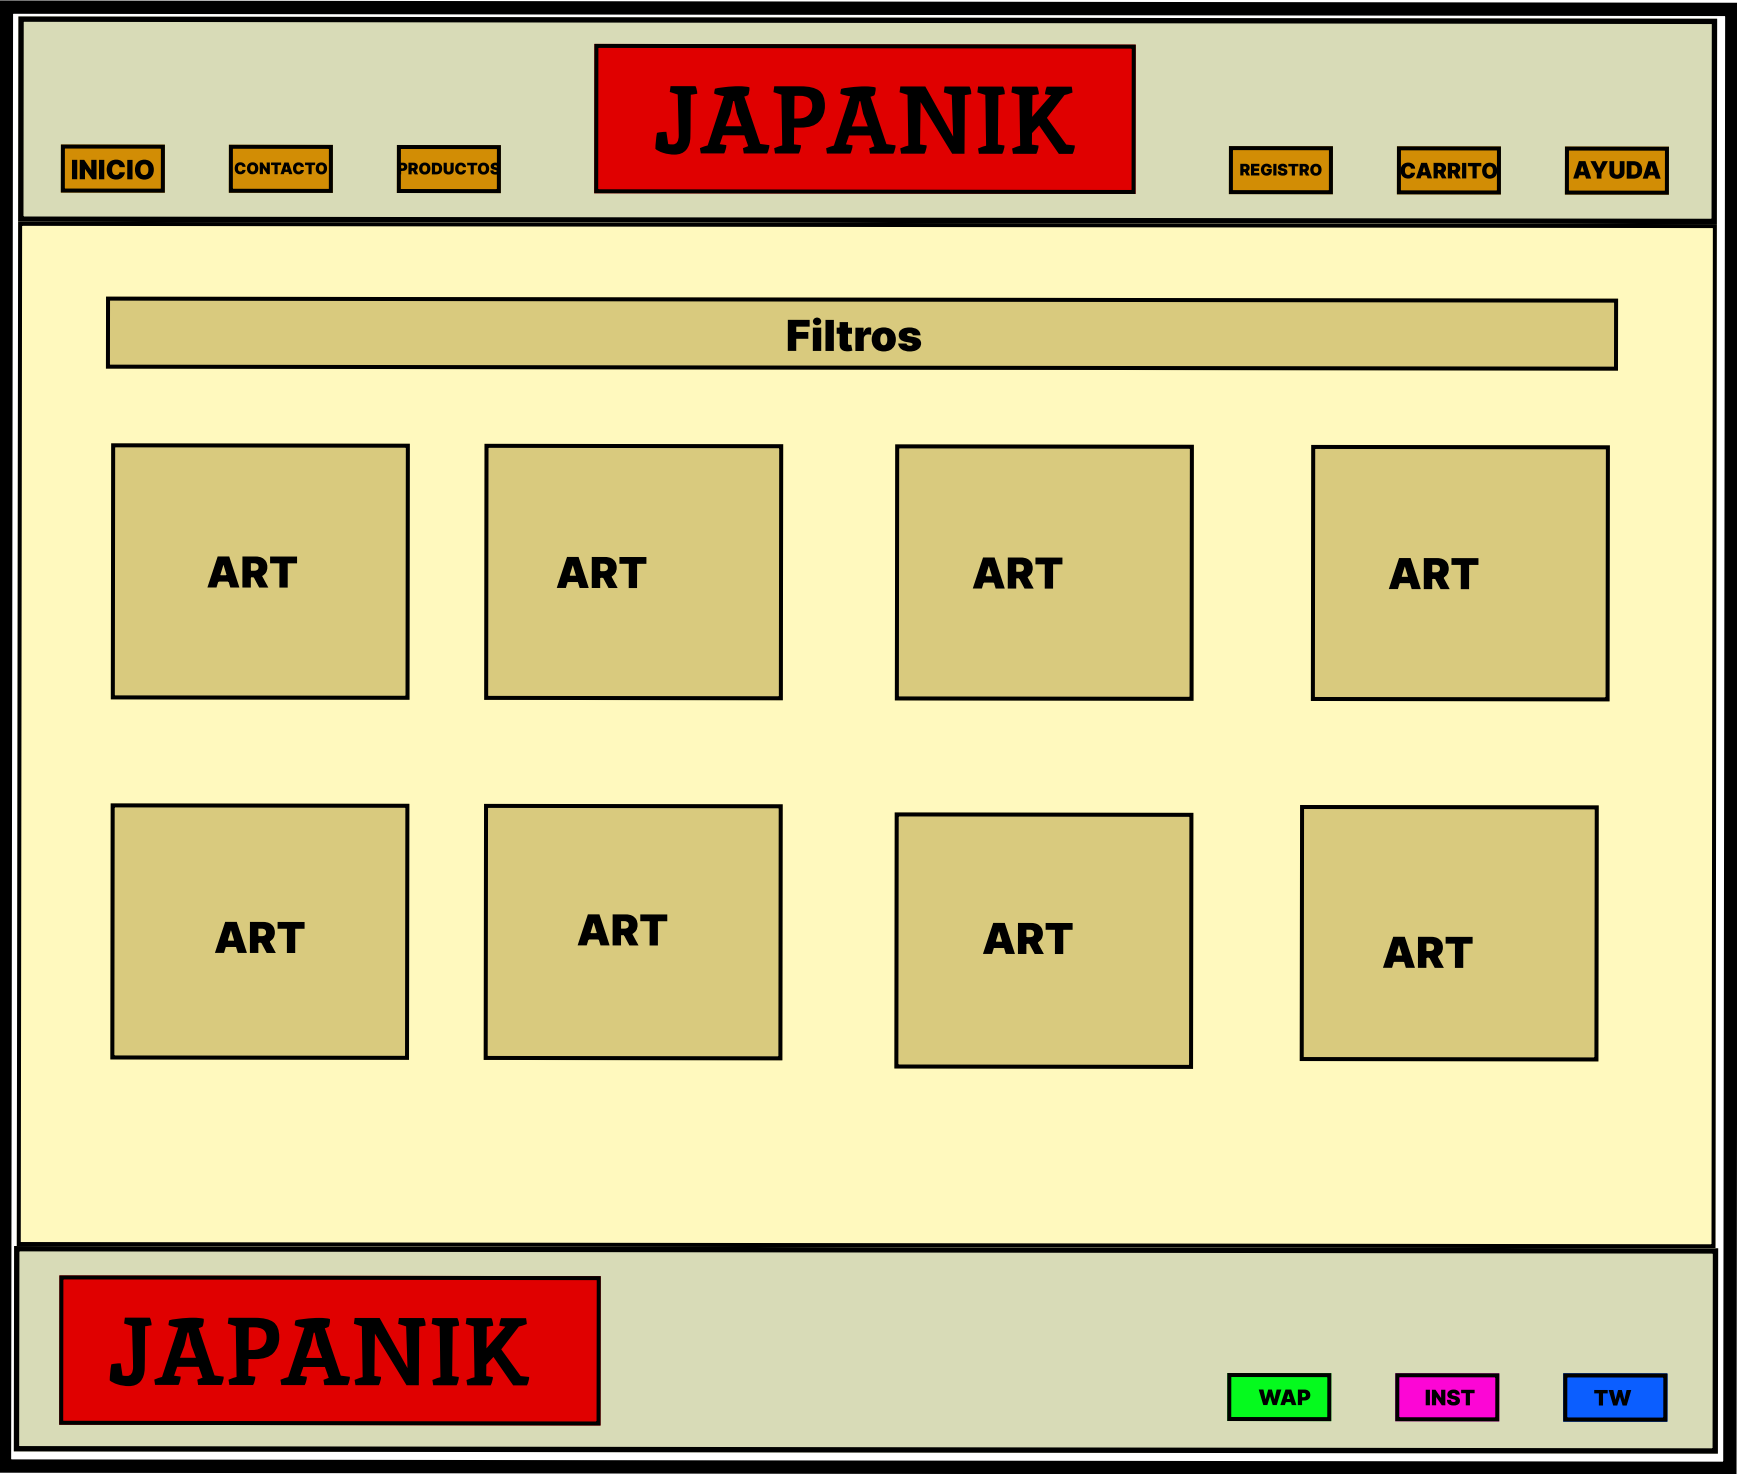 JAPANIK
INICIO
CONTACTO
PRODUCTOS
REGISTRO
CARRITO
AYUDA
Filtros
ART
ART
ART
ART
ART
ART
ART
ART
JAPANIK
WAP
INST
TW